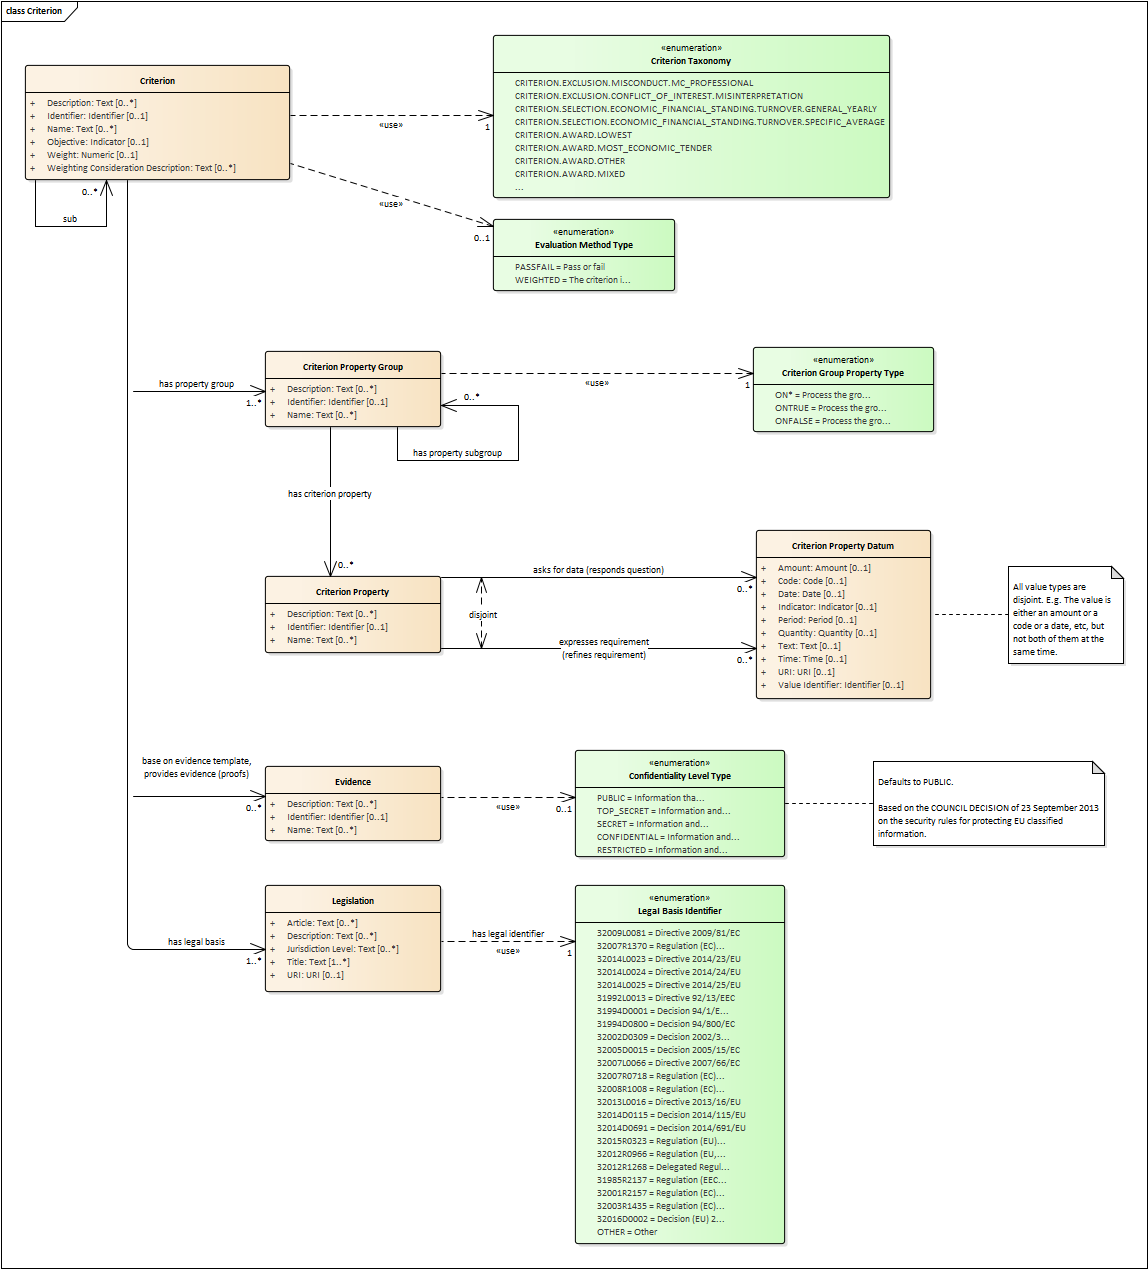 class Criterion
Criterion
+ Description: Text [0..*]
+ Identifier: Identifier [0..1]
+ Name: Text [0..*]
+ Objective: Indicator [0..1]
+ Weight: Numeric [0..1]
+ Weighting Consideration Description: Text [0..*]
0..*
sub
«use»
1
«enumeration»
Criterion Taxonomy
CRITERION.EXCLUSION.MISCONDUCT.MC_PROFESSIONAL
CRITERION.EXCLUSION.CONFLICT_OF_INTEREST.MISINTERPRETATION
CRITERION.SELECTION.ECONOMIC_FINANCIAL_STANDING.TURNOVER.GENERAL_YEARLY
CRITERION.SELECTION.ECONOMIC_FINANCIAL_STANDING.TURNOVER.SPECIFIC_AVERAGE
CRITERION.AWARD.LOWEST
CRITERION.AWARD.MOST_ECONOMIC_TENDER
CRITERION.AWARD.OTHER
CRITERION.AWARD.MIXED
...
«use»
0..1
«enumeration»
Evaluation Method Type
PASSFAIL = Pass or fail
WEIGHTED = The criterion i...
has property group
1..*
Criterion Property Group
+ Description: Text [0..*]
+ Identifier: Identifier [0..1]
+ Name: Text [0..*]
0..*
has property subgroup
«use»
1
«enumeration»
Criterion Group Property Type
ON* = Process the gro...
ONTRUE = Process the gro...
ONFALSE = Process the gro...
has criterion property
0..*
Criterion Property
+ Description: Text [0..*]
+ Identifier: Identifier [0..1]
+ Name: Text [0..*]
asks for data (responds question)
0..*
disjoint
expresses requirement
(refines requirement)
0..*
Criterion Property Datum
+ Amount: Amount [0..1]
+ Code: Code [0..1]
+ Date: Date [0..1]
+ Indicator: Indicator [0..1]
+ Period: Period [0..1]
+ Quantity: Quantity [0..1]
+ Text: Text [0..1]
+ Time: Time [0..1]
+ URI: URI [0..1]
+ Value Identifier: Identifier [0..1]
All value types are
disjoint. E.g. The value is
either an amount or a
code or a date, etc, but
not both of them at the
same time.
base on evidence template,
provides evidence (proofs)
0..*
Evidence
+ Description: Text [0..*]
+ Identifier: Identifier [0..1]
+ Name: Text [0..*]
«use»
0..1
«enumeration»
Confidentiality Level Type
PUBLIC = Information tha...
TOP_SECRET = Information and...
SECRET = Information and...
CONFIDENTIAL = Information and...
RESTRICTED = Information and...
Defaults to PUBLIC.
Based on the COUNCIL DECISION of 23 September 2013
on the security rules for protecting EU classified
information.
has legal basis
1..*
Legislation
+ Article: Text [0..*]
+ Description: Text [0..*]
+ Jurisdiction Level: Text [0..*]
+ Title: Text [1..*]
+ URI: URI [0..1]
has legal identifier
«use»
1
«enumeration»
Legal Basis Identifier
32009L0081 = Directive 2009/81/EC
32007R1370 = Regulation (EC)...
32014L0023 = Directive 2014/23/EU
32014L0024 = Directive 2014/24/EU
32014L0025 = Directive 2014/25/EU
31992L0013 = Directive 92/13/EEC
31994D0001 = Decision 94/1/E...
31994D0800 = Decision 94/800/EC
32002D0309 = Decision 2002/3...
32005D0015 = Decision 2005/15/EC
32007L0066 = Directive 2007/66/EC
32007R0718 = Regulation (EC)...
32008R1008 = Regulation (EC)...
32013L0016 = Directive 2013/16/EU
32014D0115 = Decision 2014/115/EU
32014D0691 = Decision 2014/691/EU
32015R0323 = Regulation (EU)...
32012R0966 = Regulation (EU,...
32012R1268 = Delegated Regul...
31985R2137 = Regulation (EEC...
32001R2157 = Regulation (EC)...
32003R1435 = Regulation (EC)...
32016D0002 = Decision (EU) 2...
OTHER = Other